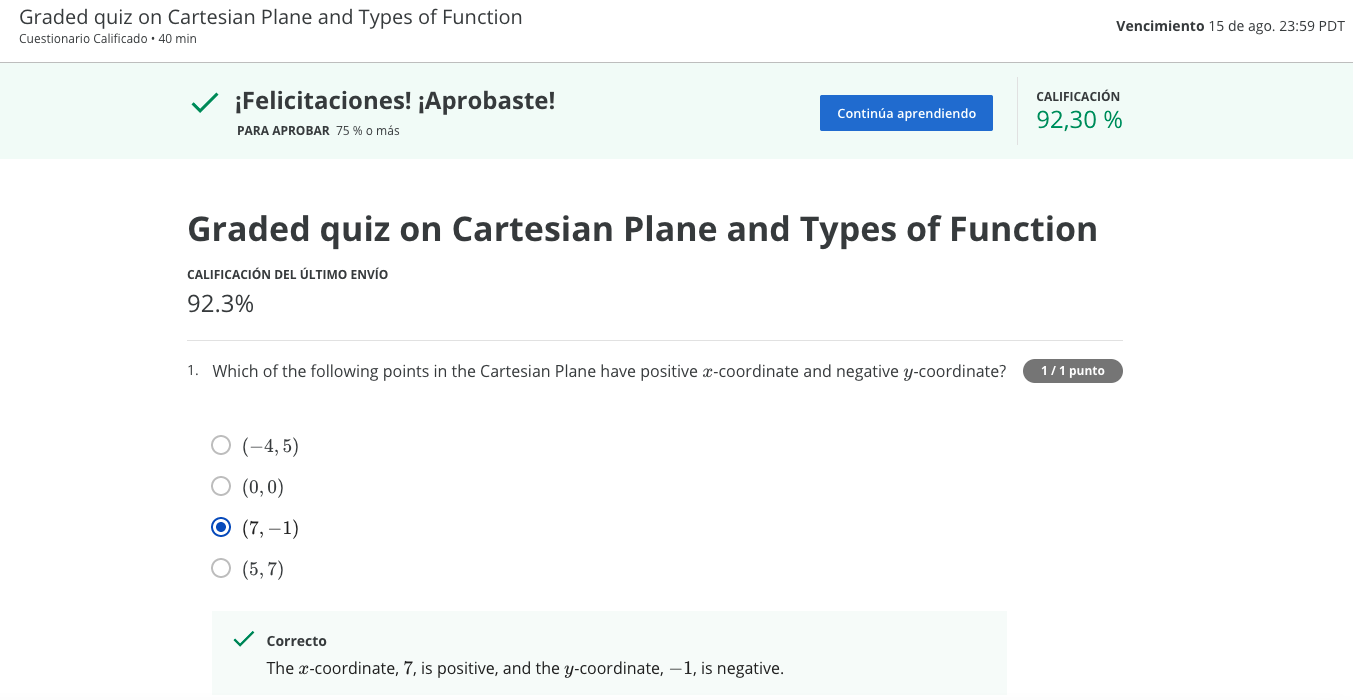 Graded quiz on Cartesian Plane and Types of Function
Cuestionario Calificado • 40 min
Vencimiento 15 de ago. 23:59 PDT
¡Felicitaciones! ¡Aprobaste!
PARA APROBAR 75 % o más
Continúa aprendiendo
CALIFICACIÓN
92,30 %
Graded quiz on Cartesian Plane and Types of Function
CALIFICACIÓN DEL ÚLTIMO ENVÍO
92.3%
1. Which of the following points in the Cartesian Plane have positive x-coordinate and negative y-coordinate?
1 / 1 punto
(−4, 5)
(0, 0)
(7, −1)
(5, 7)
Correcto
The x-coordinate, 7, is positive, and the y-coordinate, −1, is negative.